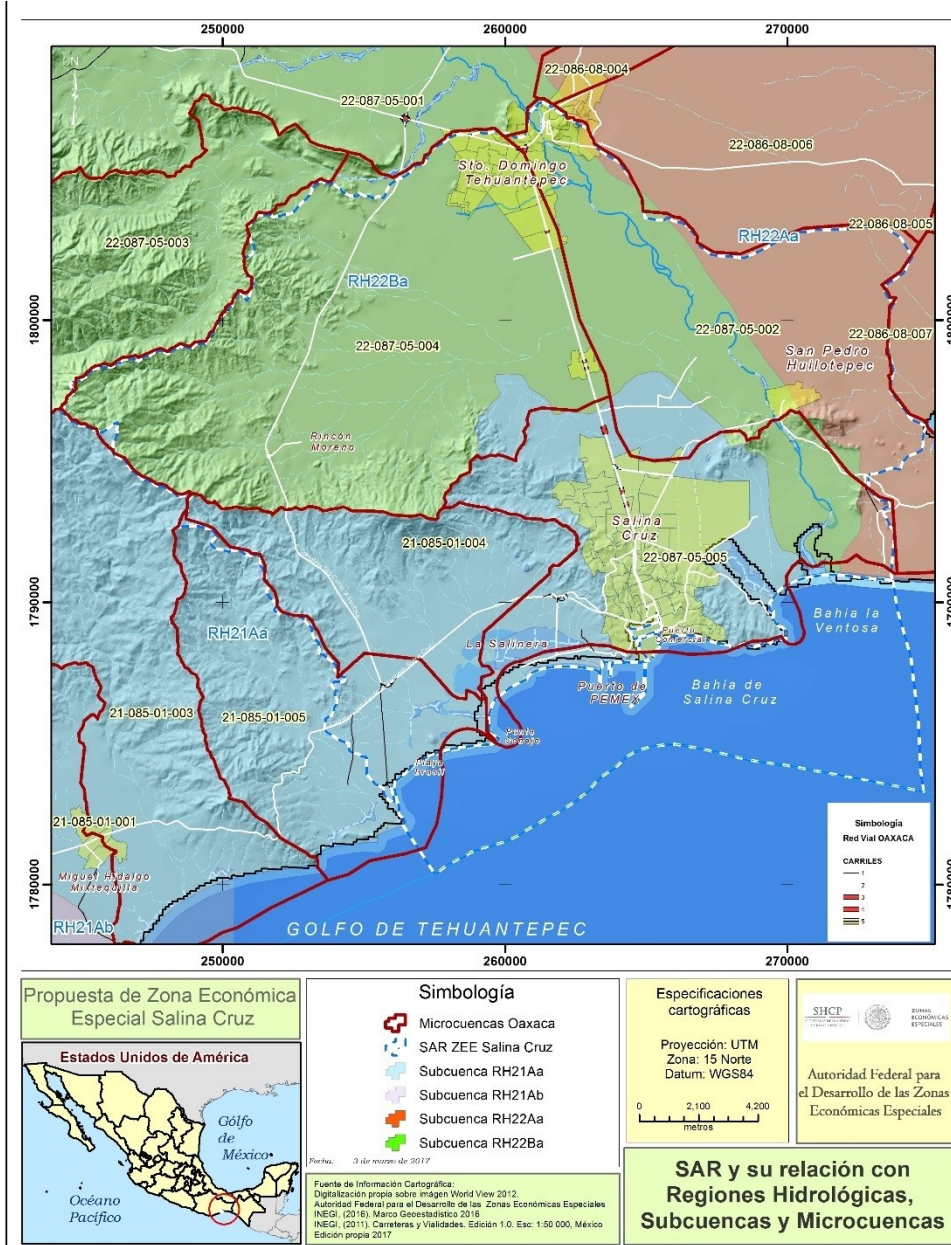 250000
260000
270000
N
22-086-08-004
22-087-05-001
22-086-08-006
Sto. Domingo
Tehuantepec
22-086-08-005
22-087-05-003
RH22Aa
RH22Ba
1800000
1800000
22-087-05-002
22-086-08-007
22-087-05-004
San Pedro
Hullotepec
Rincón
Moreno
Salina
Cruz
21-085-01-004
22-087-05-005
1790000
1790000
RH21Aa
Bahía la
Ventosa
La Salinera
Puerto
Comercial
Puerto de
PEMEX
Bahía de
Salina Cruz
21-085-01-003
21-085-01-005
Punta
Conejo
Playa
Brasil
21-085-01-001
Miguel Hidalgo
Mixtequilla
Simbología
Red Vial OAXACA
CARRILES
1
2
3
4
5
1780000
1780000
RH21Ab
GOLFO DE TEHUANTEPEC
250000
260000
270000
Propuesta de Zona Económica
Especial Salina Cruz
Estados Unidos de América
Gólfo
de
México
Océano
Pacífico
Simbología
Microcuencas Oaxaca
SAR ZEE Salina Cruz
Subcuenca RH21Aa
Subcuenca RH21Ab
Subcuenca RH22Aa
Subcuenca RH22Ba
Fecha: 3 de marzo de 2017
Fuente de Información Cartográfica:
Digitalización propia sobre imágen World View 2012.
Autoridad Federal para el Desarrollo de las Zonas Económicas Especiales
INEGI, (2016). Marco Geoestadístico 2016
INEGI, (2011). Carreteras y Vialidades. Edición 1.0. Esc: 1:50 000, México
Edición propia 2017
Especificaciones
cartográficas
Proyección: UTM
Zona: 15 Norte
Datum: WGS84
0 2,100 4,200
metros
SHCP
ZONAS
ECONÓMICAS
ESPECIALES
Autoridad Federal para
el Desarrollo de las Zonas
Económicas Especiales
SAR y su relación con
Regiones Hidrológicas,
Subcuencas y Microcuencas